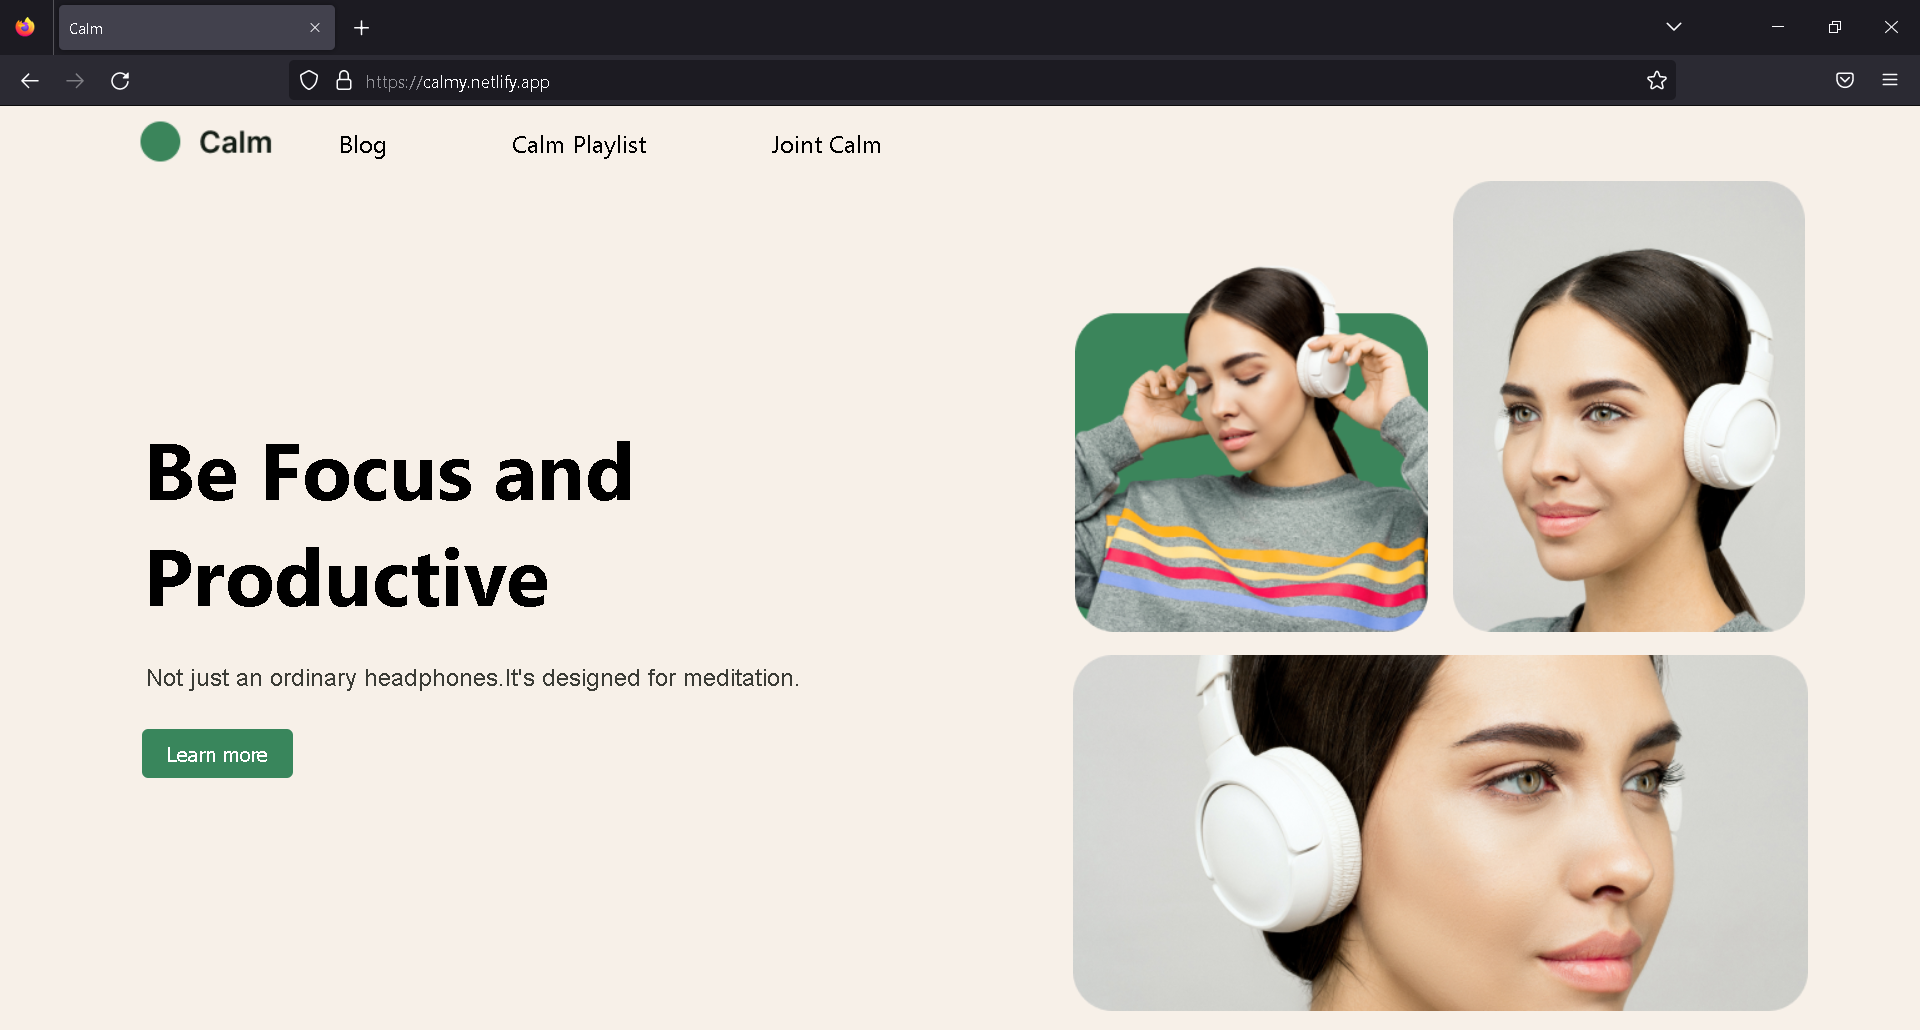 Calm
https://calmy.netlify.app
Calm Blog Calm Playlist Joint Calm
Be Focus and
Productive
Not just an ordinary headphones.It's designed for meditation.
Learn more